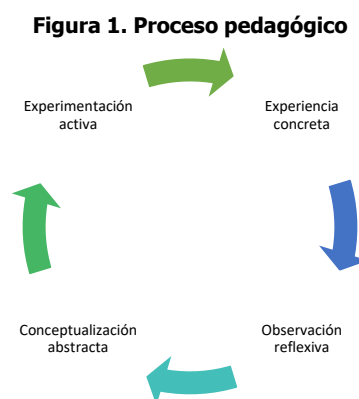 Figura 1. Proceso pedagógico
Experimentación
activa
Experiencia
concreta
Conceptualización
abstracta
Observación
reflexiva